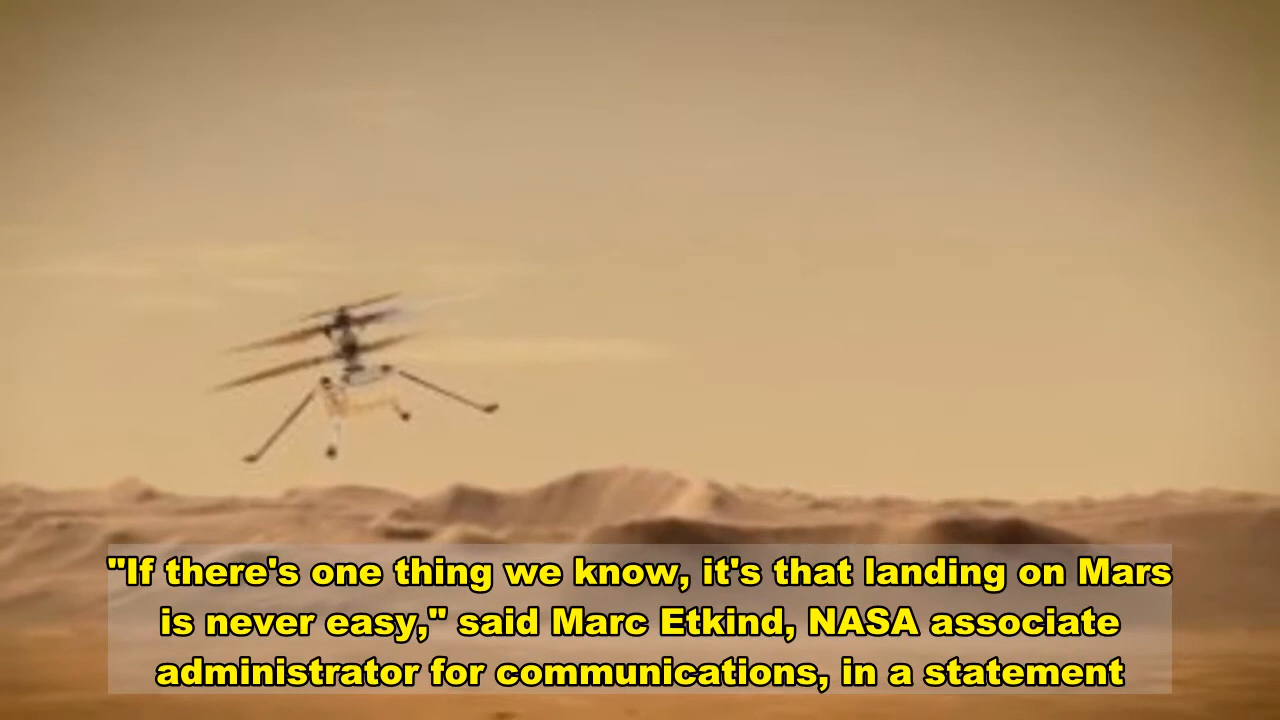 "If there's one thing we know, it's that landing on Mars
is never easy," said Marc Etkind, NASA associate
administrator for communications, in a statement